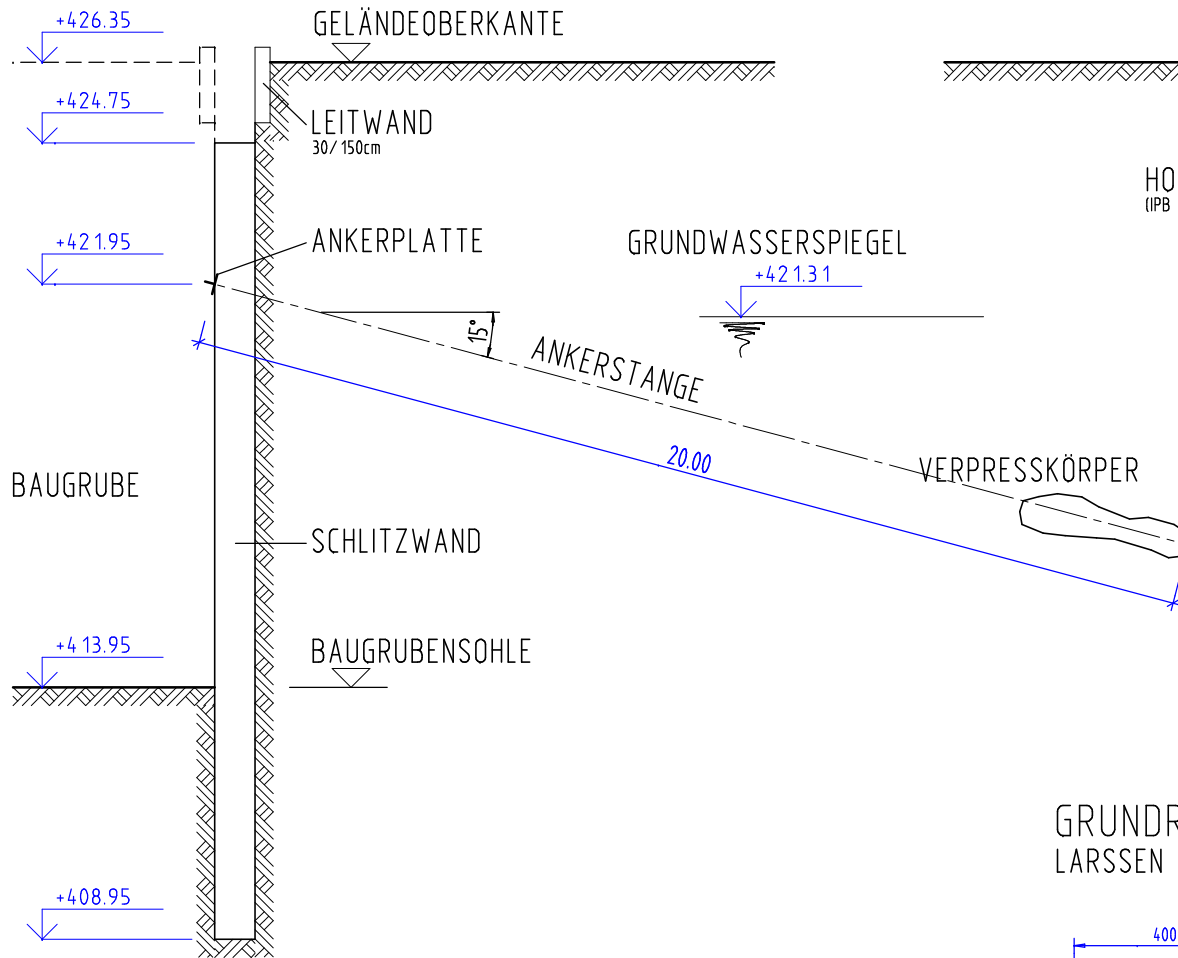 +426.35
GELÄNDEOBERKANTE
+424.75
LEITWAND
30/150cm
HO
(IPB
+421.95
ANKERPLATTE
GRUNDWASSERSPIEGEL
+421.31
15°
ANKERSTANGE
20.00
VERPRESSKÖRPER
BAUGRUBE
SCHLITZWAND
+413.95
BAUGRUBENSOHLE
GRUNDR
LARSSEN
+408.95
400